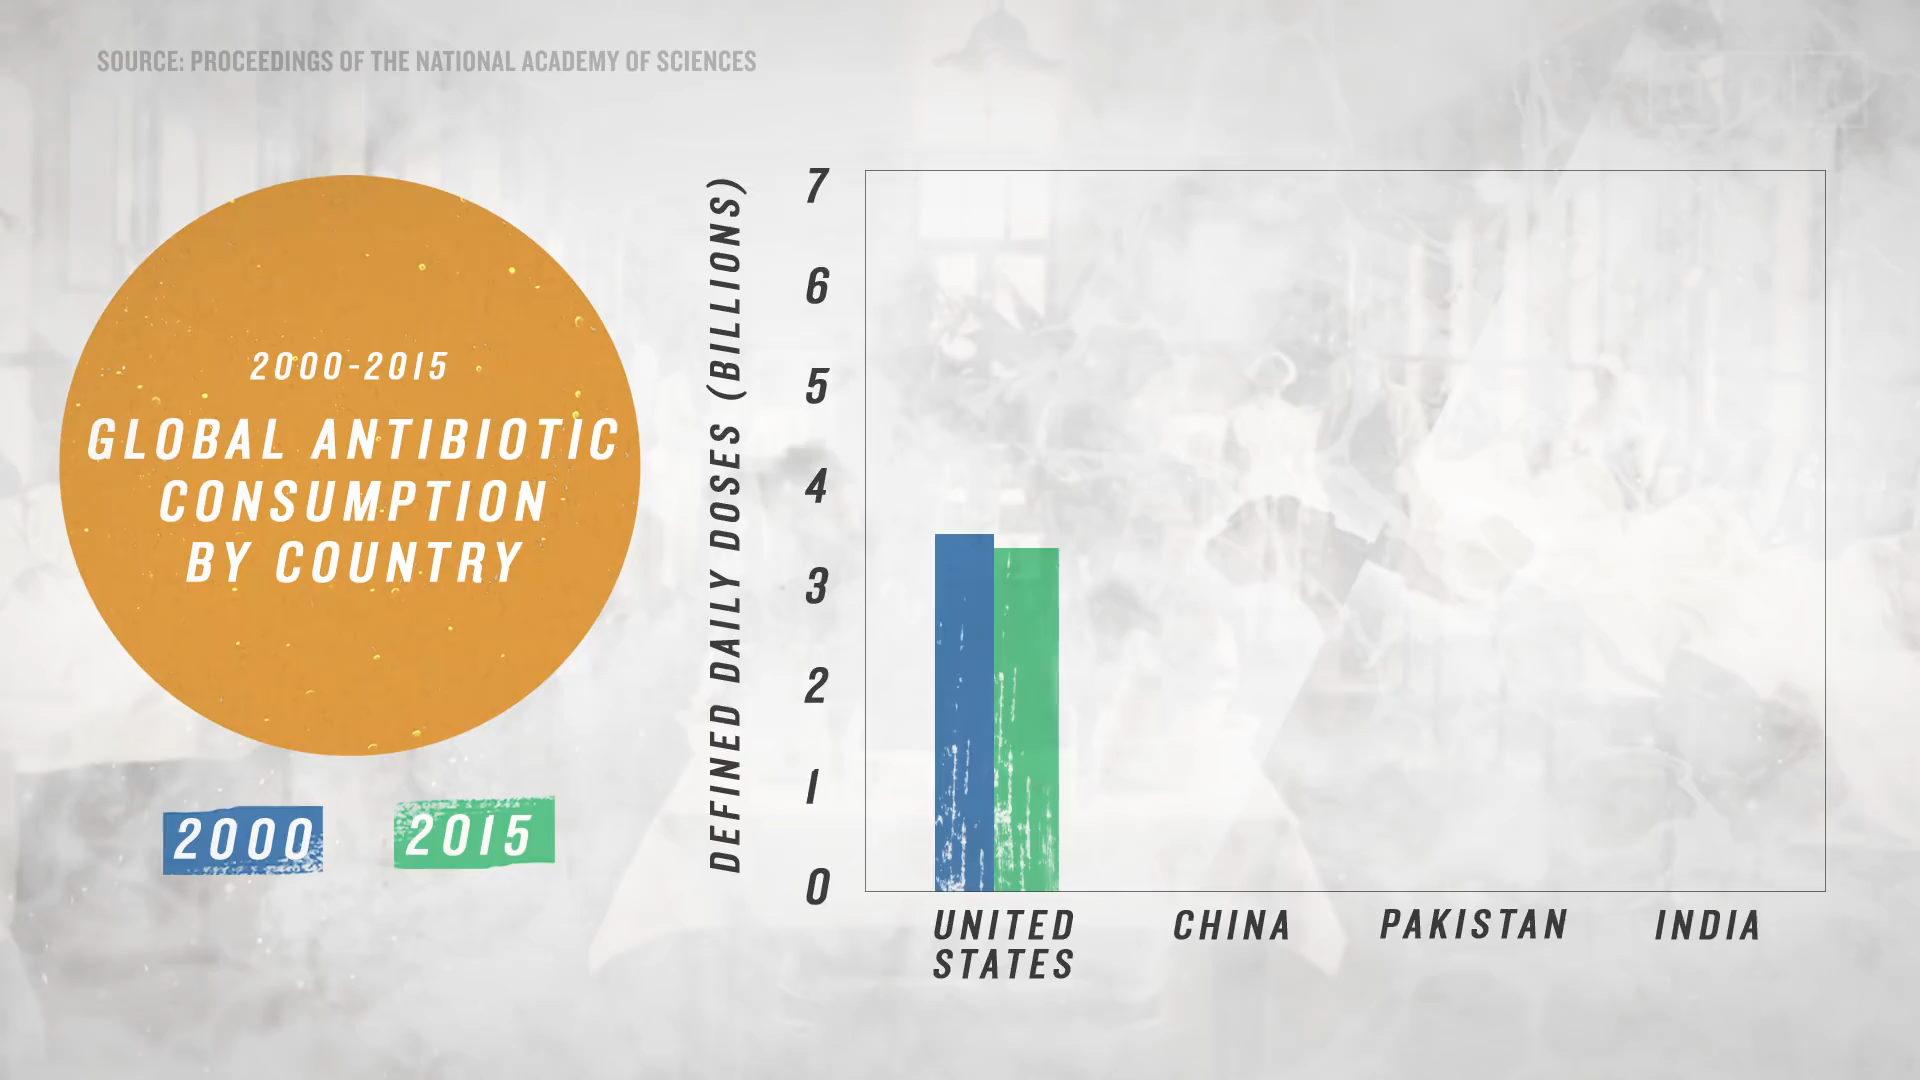 SOURCE: PROCEEDINGS OF THE NATIONAL ACADEMY OF SCIENCES
2000-2015
GLOBAL ANTIBIOTIC
CONSUMPTION
BY COUNTRY
2000
2015
DEFINED DAILY DOSES (BILLIONS)
7
6
5
4
3
2
1
0
UNITED
STATES
CHINA
PAKISTAN
INDIA